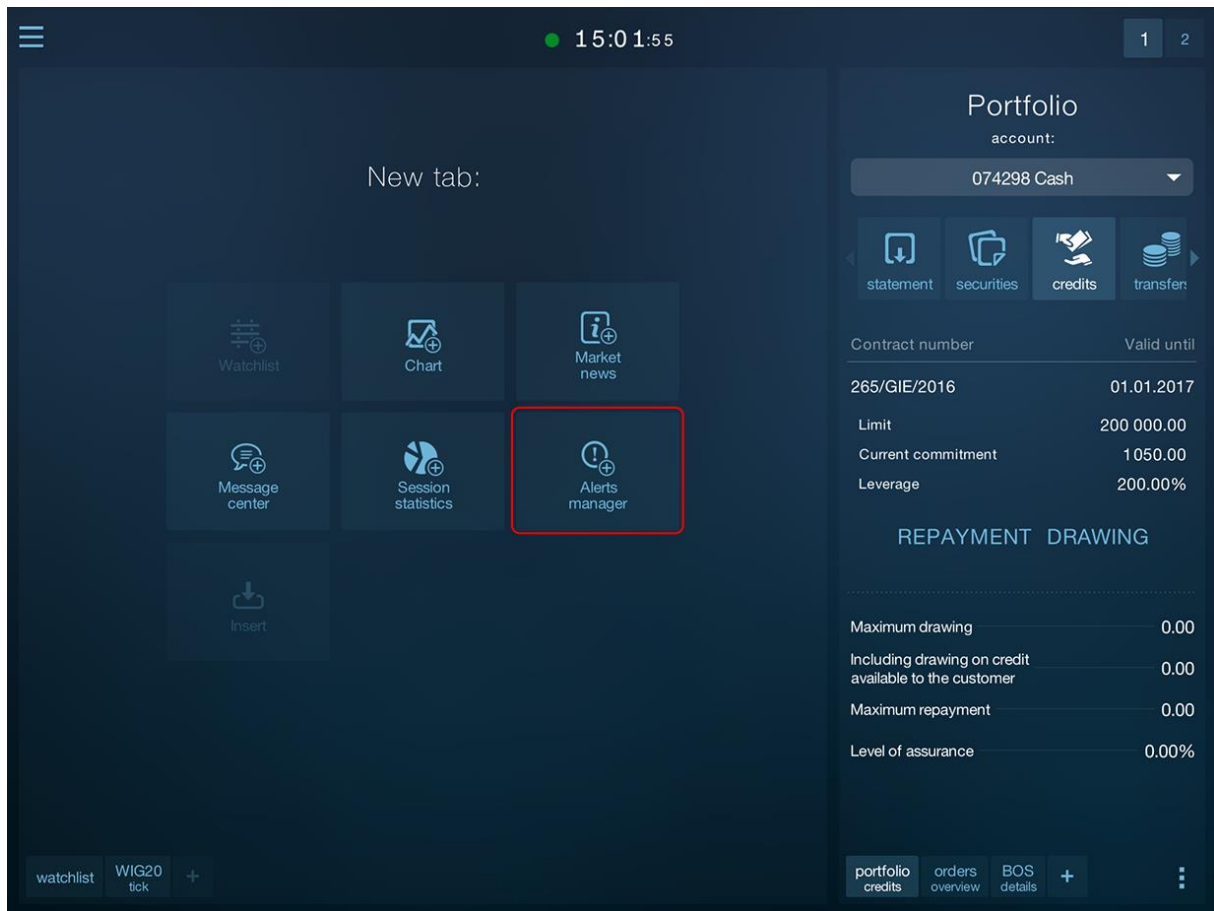 15:01:55
1 2
New tab:
Watchlist
Chart
Market
news
Message
center
Session
statistics
Alerts
manager
Insert
watchlist
WIG20
tick
+
Portfolio
account:
074298 Cash
statement
securities
credits
transfers
Contract number Valid until
265/GIE/2016 01.01.2017
Limit 200 000.00
Current commitment 1050.00
Leverage 200.00%
REPAYMENT DRAWING
Maximum drawing 0.00
Including drawing on credit
available to the customer 0.00
Maximum repayment 0.00
Level of assurance 0.00%
portfolio
credits
orders
overview
BOS
details
+